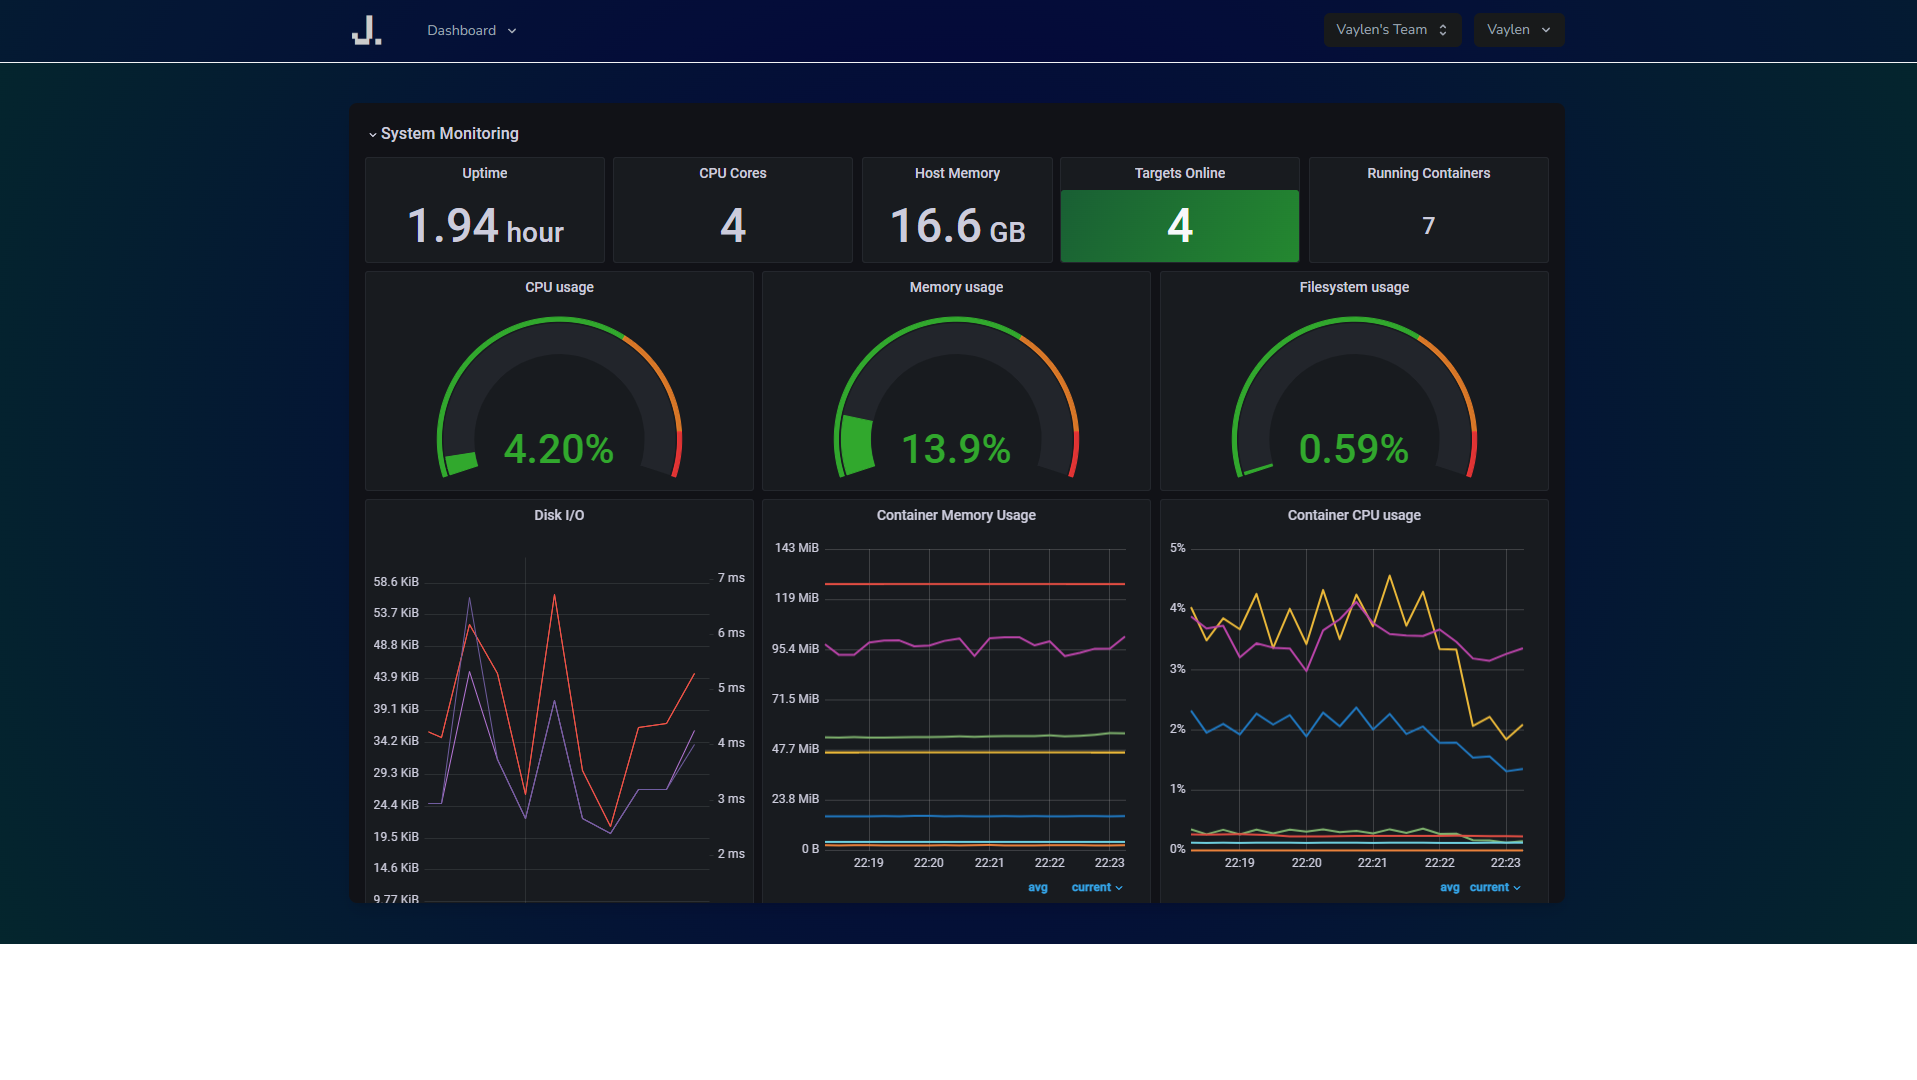 J.
Dashboard
Vaylen's Team
Vaylen
System Monitoring
Uptime
CPU Cores
Host Memory
Targets Online
Running Containers
1.94 hour
4
16.6 GB
4
7
CPU usage
Memory usage
Filesystem usage
4.20%
13.9%
0.59%
Disk I/O
58.6 KiB
53.7 KiB
48.8 KiB
43.9 KiB
39.1 KiB
34.2 KiB
29.3 KiB
24.4 KiB
19.5 KiB
14.6 KiB
9.77 KiB
7 ms
6 ms
5 ms
4 ms
3 ms
2 ms
Container Memory Usage
143 MiB
119 MiB
95.4 MiB
71.5 MiB
47.7 MiB
23.8 MiB
0 B
22:19 22:20 22:21 22:22 22:23
avg current
Container CPU usage
5%
4%
3%
2%
1%
0%
22:19 22:20 22:21 22:22 22:23
avg current